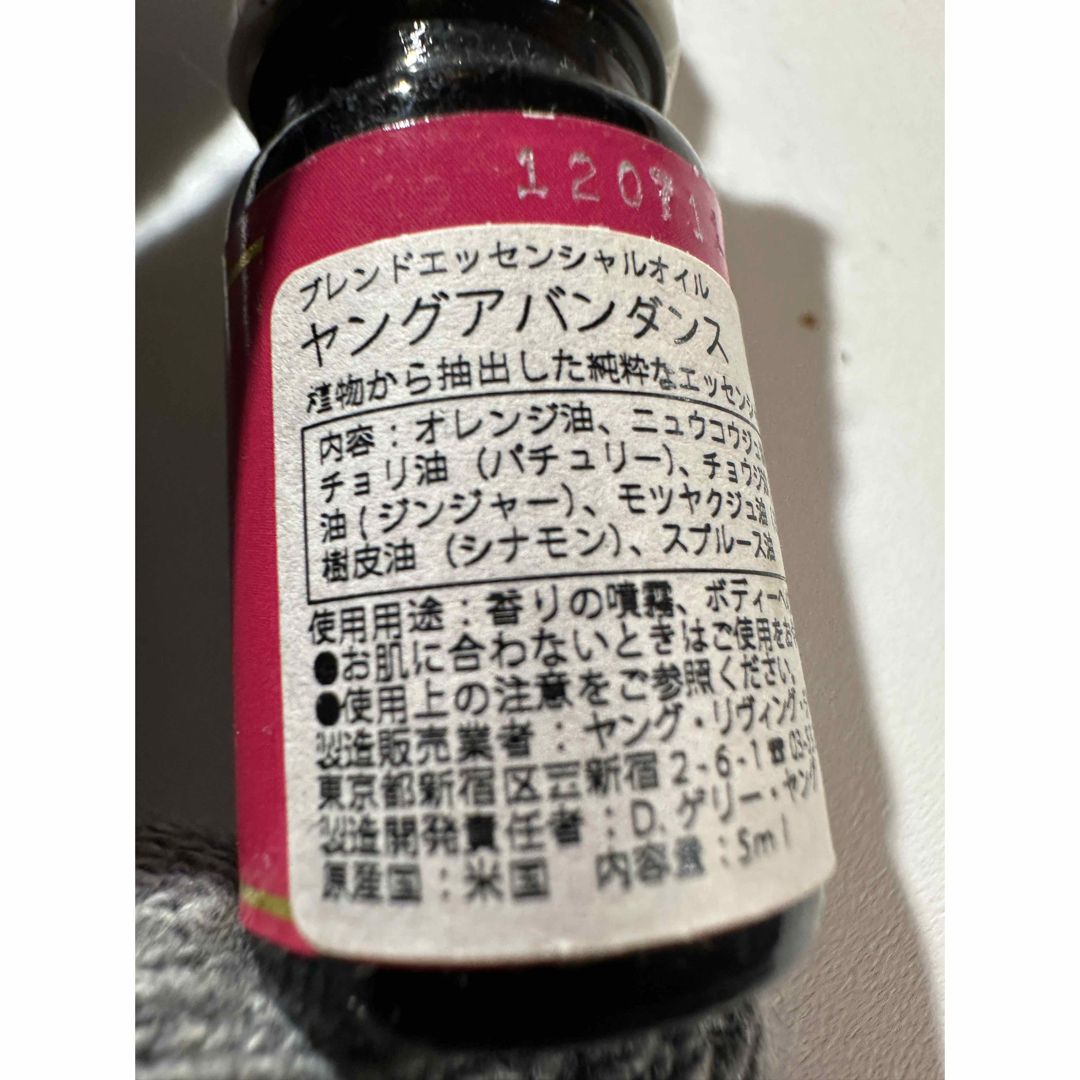 120711
ブレンドエッセンシャルオイル
ヤングアバンダンス
植物から抽出した純粋なエッセンシ
内容：オレンジ油、ニュウコウジュ
チョリ油（パチュリー）、チョウジ油
油(ジンジャー)、モツヤクジュ油
樹皮油（シナモン）、スプルース油
使用用途：香りの噴霧、ボディーへ
●お肌に合わないときはご使用をお
●使用上の注意をご参照ください。
製造販売業者：ヤング・リヴィング・
東京都新宿区西新宿2-6-1☎03-
製造開発責任者：D.ゲリー・ヤング
原産国：米国 内容量：5ml